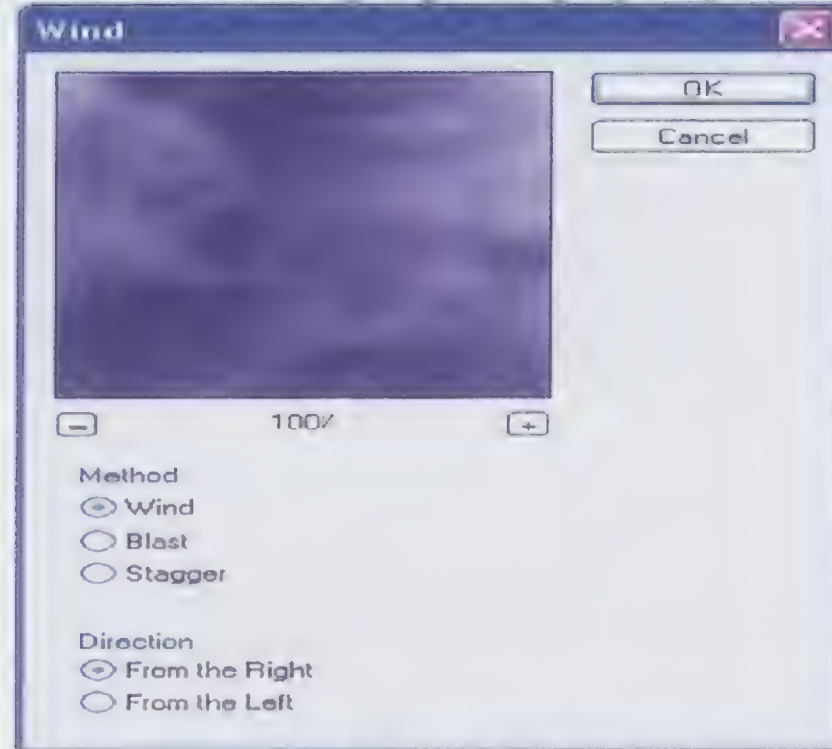 Wind
OK
Cancel
- 100% +
Method
Wind
Blast
Stagger
Direction
From the Right
From the Left